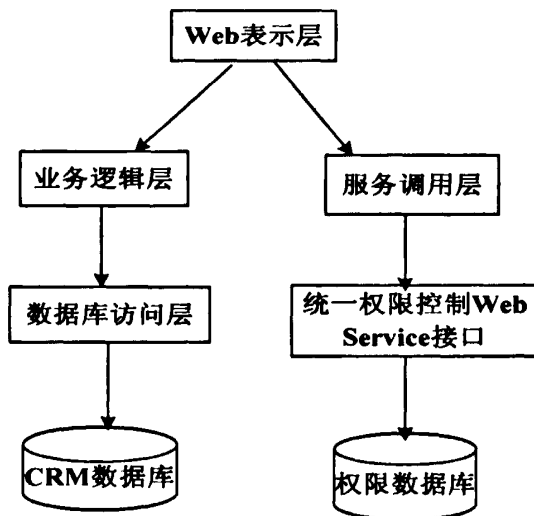 Web表示层
业务逻辑层
服务调用层
数据库访问层
统一权限控制Web
Service接口
CRM数据库
权限数据库